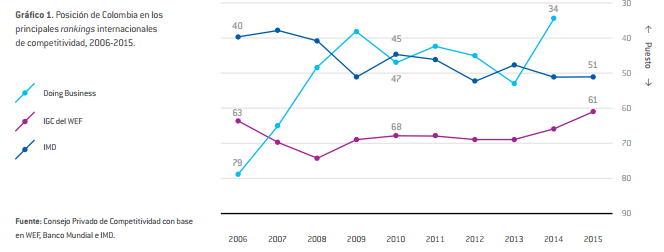 Gráfico 1. Posición de Colombia en los
principales rankings internacionales
de competitividad, 2006-2015.
Doing Business
IGC del WEF
IMD
Fuente: Consejo Privado de Competitividad con base
en WEF, Banco Mundial e IMD.
40
63
79
45
47
68
34
51
61
30
40
50
60
70
80
90
← Puesto →
2006 2007 2008 2009 2010 2011 2012 2013 2014 2015